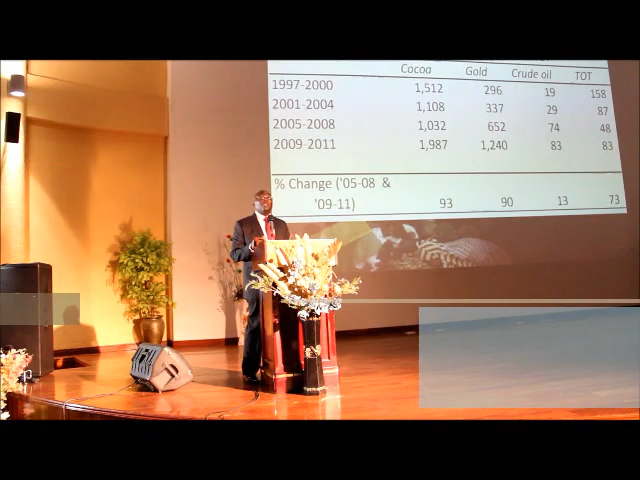 Cocoa Gold Crude oil TOT
1997-2000 1,512 296 19 158
2001-2004 1,108 337 29 87
2005-2008 1,032 652 74 48
2009-2011 1,987 1,240 83 83
% Change ('05-08 &
'09-11) 93 90 13 73
p